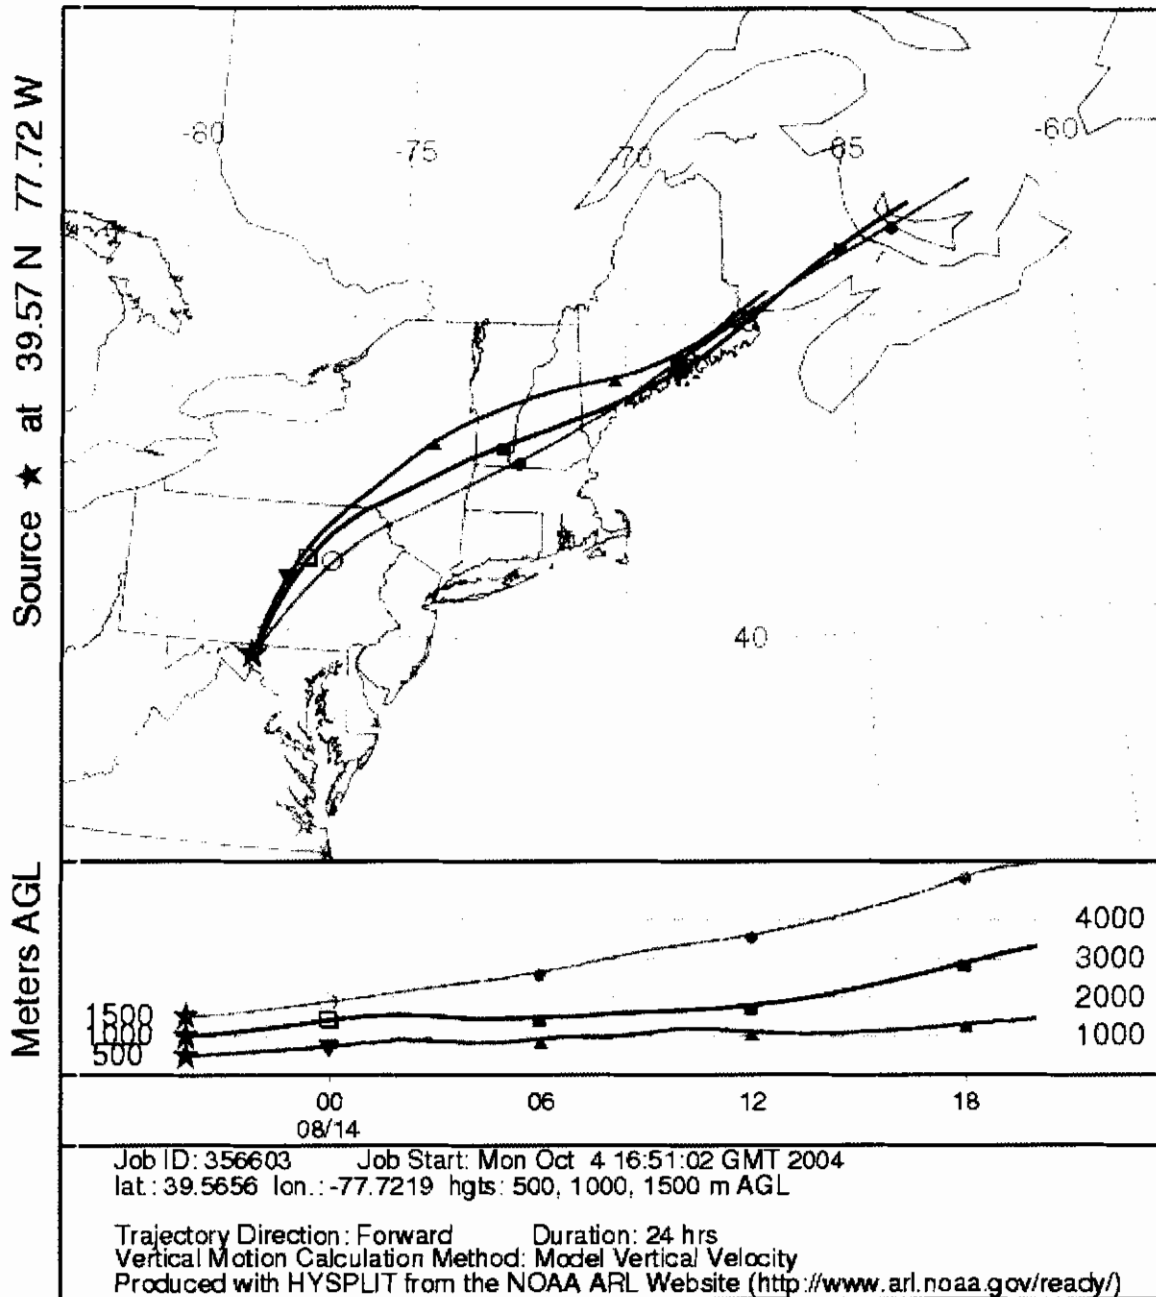 Source ★ at 39.57 N 77.72 W
-80
-75
-70
65
-60
40
Meters AGL
1500
1000
500
4000
3000
2000
1000
00
06
12
18
08/14
Job ID: 356603 Job Start: Mon Oct 4 16:51:02 GMT 2004
lat.: 39.5656 lon.: -77.7219 hgts: 500, 1000, 1500 m AGL
Trajectory Direction: Forward Duration: 24 hrs
Vertical Motion Calculation Method: Model Vertical Velocity
Produced with HYSPLIT from the NOAA ARL Website (http://www.arl.noaa.gov/ready/)